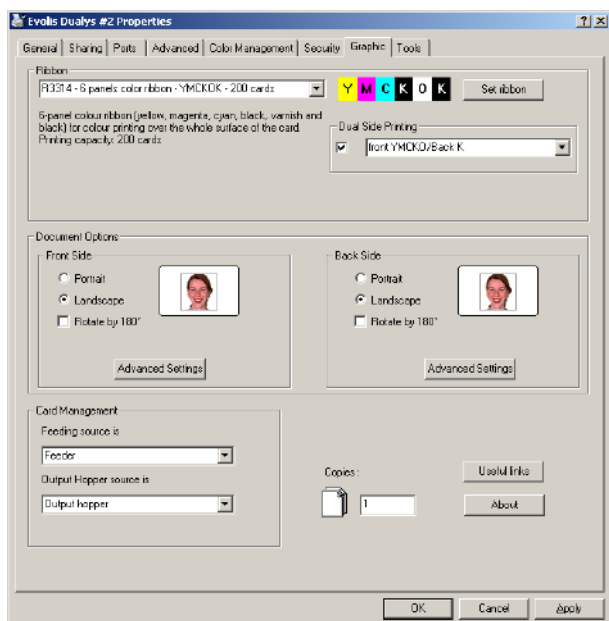 Evolis Dualys #2 Properties
General Sharing Ports Advanced Color Management Security Graphic Tools
Ribbon
R3314 - 6 panels color ribbon - YMCKOK - 200 cards
Y M C K O K
Set ribbon
6-panel colour ribbon (yellow, magenta, cyan, black, varnish and
black) for colour printing over the whole surface of the card.
Printing capacity: 200 cards
Dual Side Printing
front YMCKO/Back K
Document Options
Front Side
Portrait
Landscape
Rotate by 180°
Advanced Settings
Back Side
Portrait
Landscape
Rotate by 180°
Advanced Settings
Card Management
Feeding source is
Feeder
Output Hopper source is
Output hopper
Copies :
1
Useful links
About
OK Cancel Apply